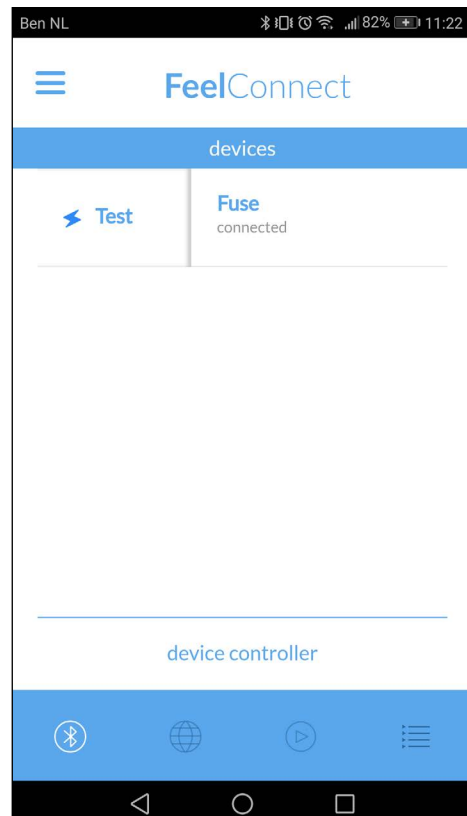 Ben NL 82% 11:22
FeelConnect
devices
Test
Fuse
connected
device controller